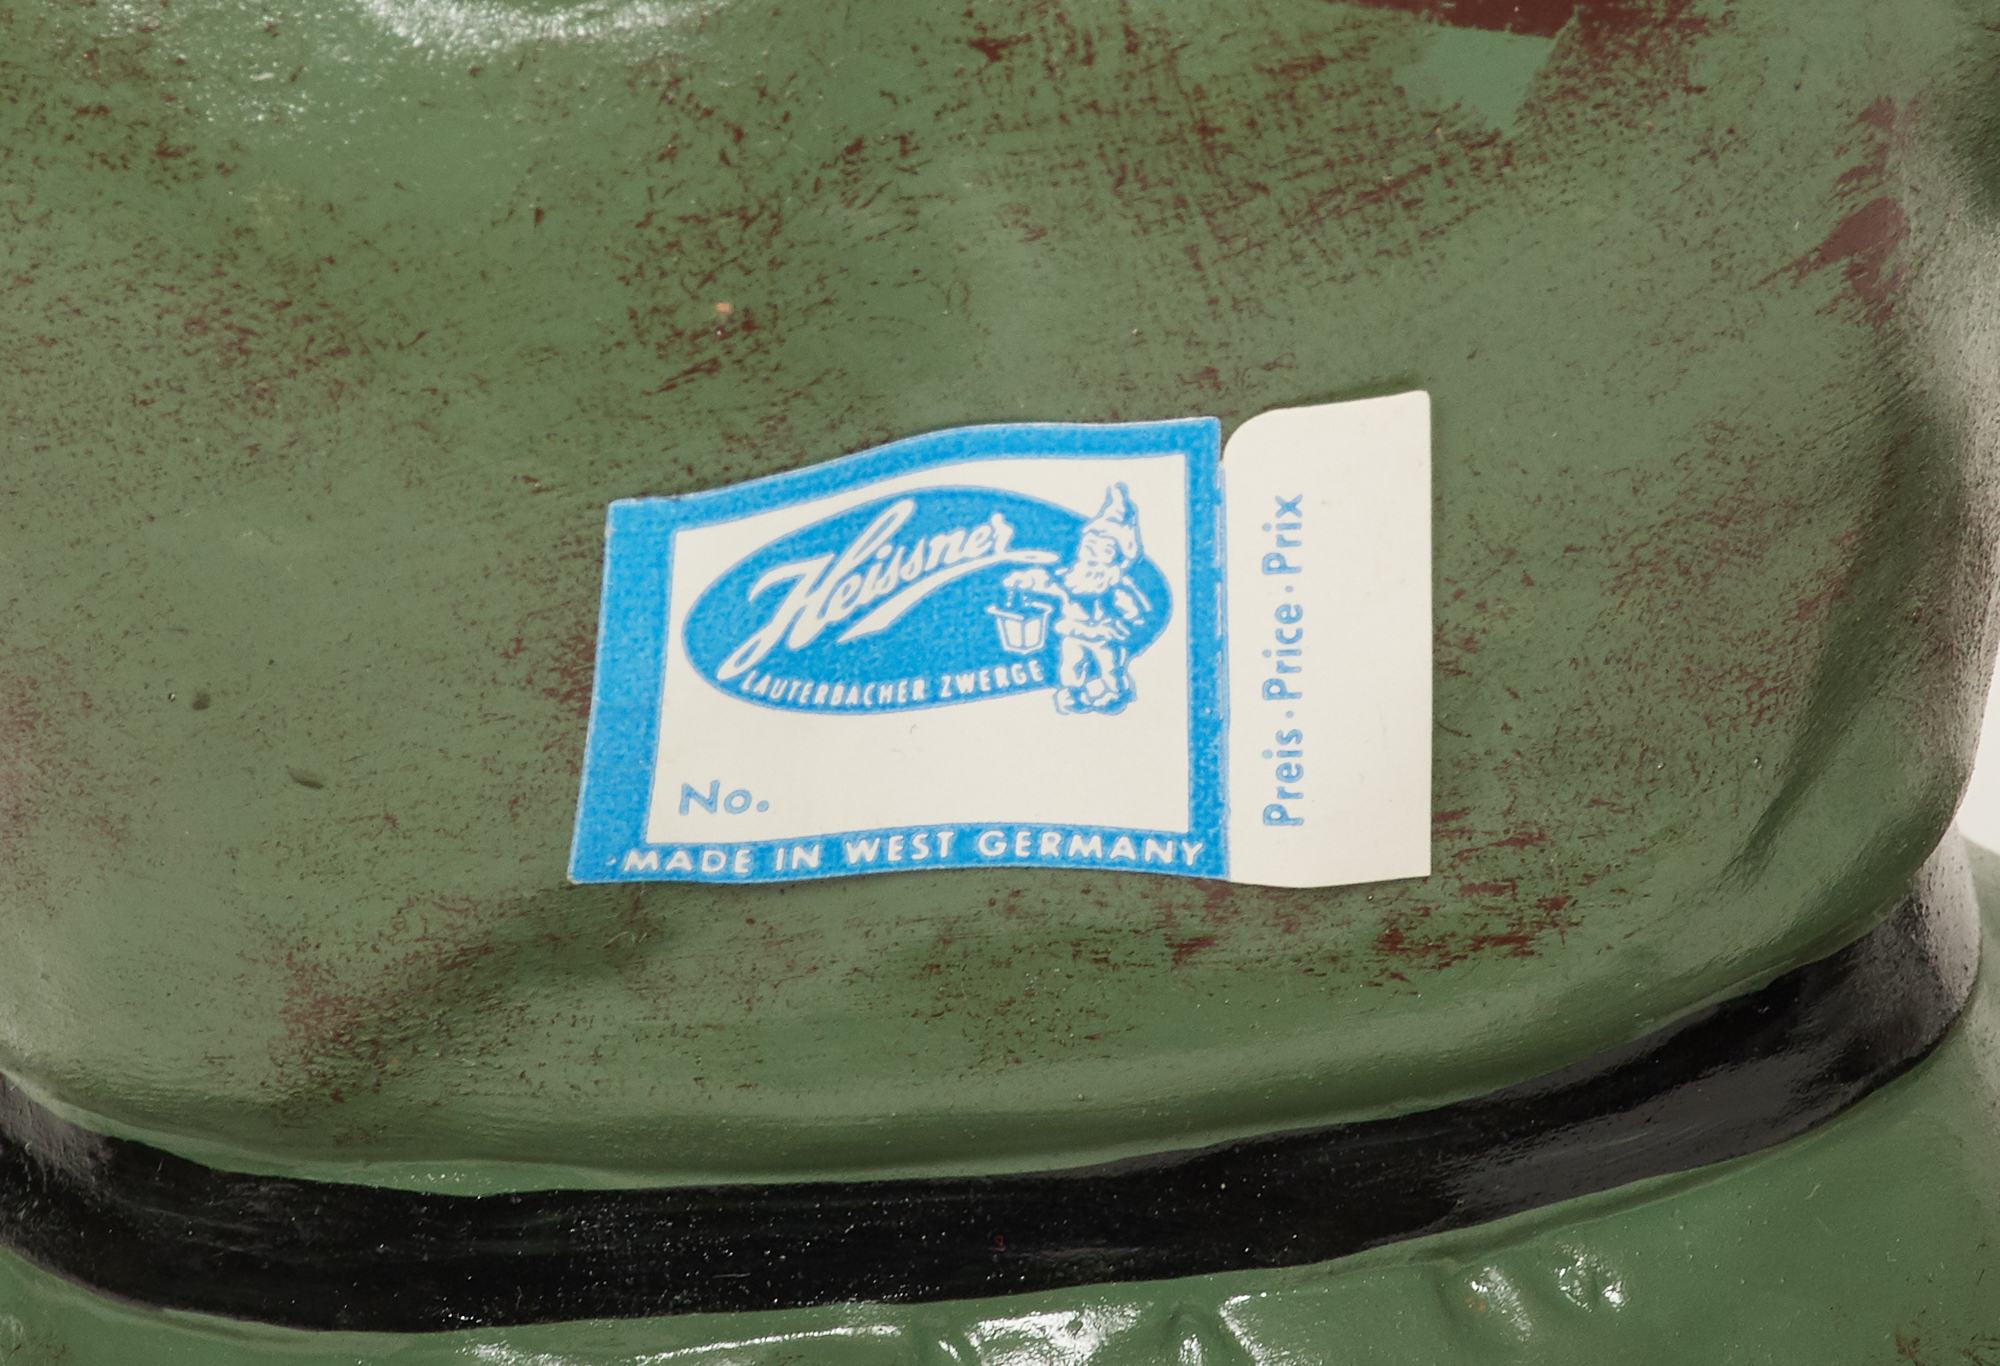 Heissner
LAUTERBACHER ZWERGE
No.
MADE IN WEST GERMANY
Preis·Price·Prix